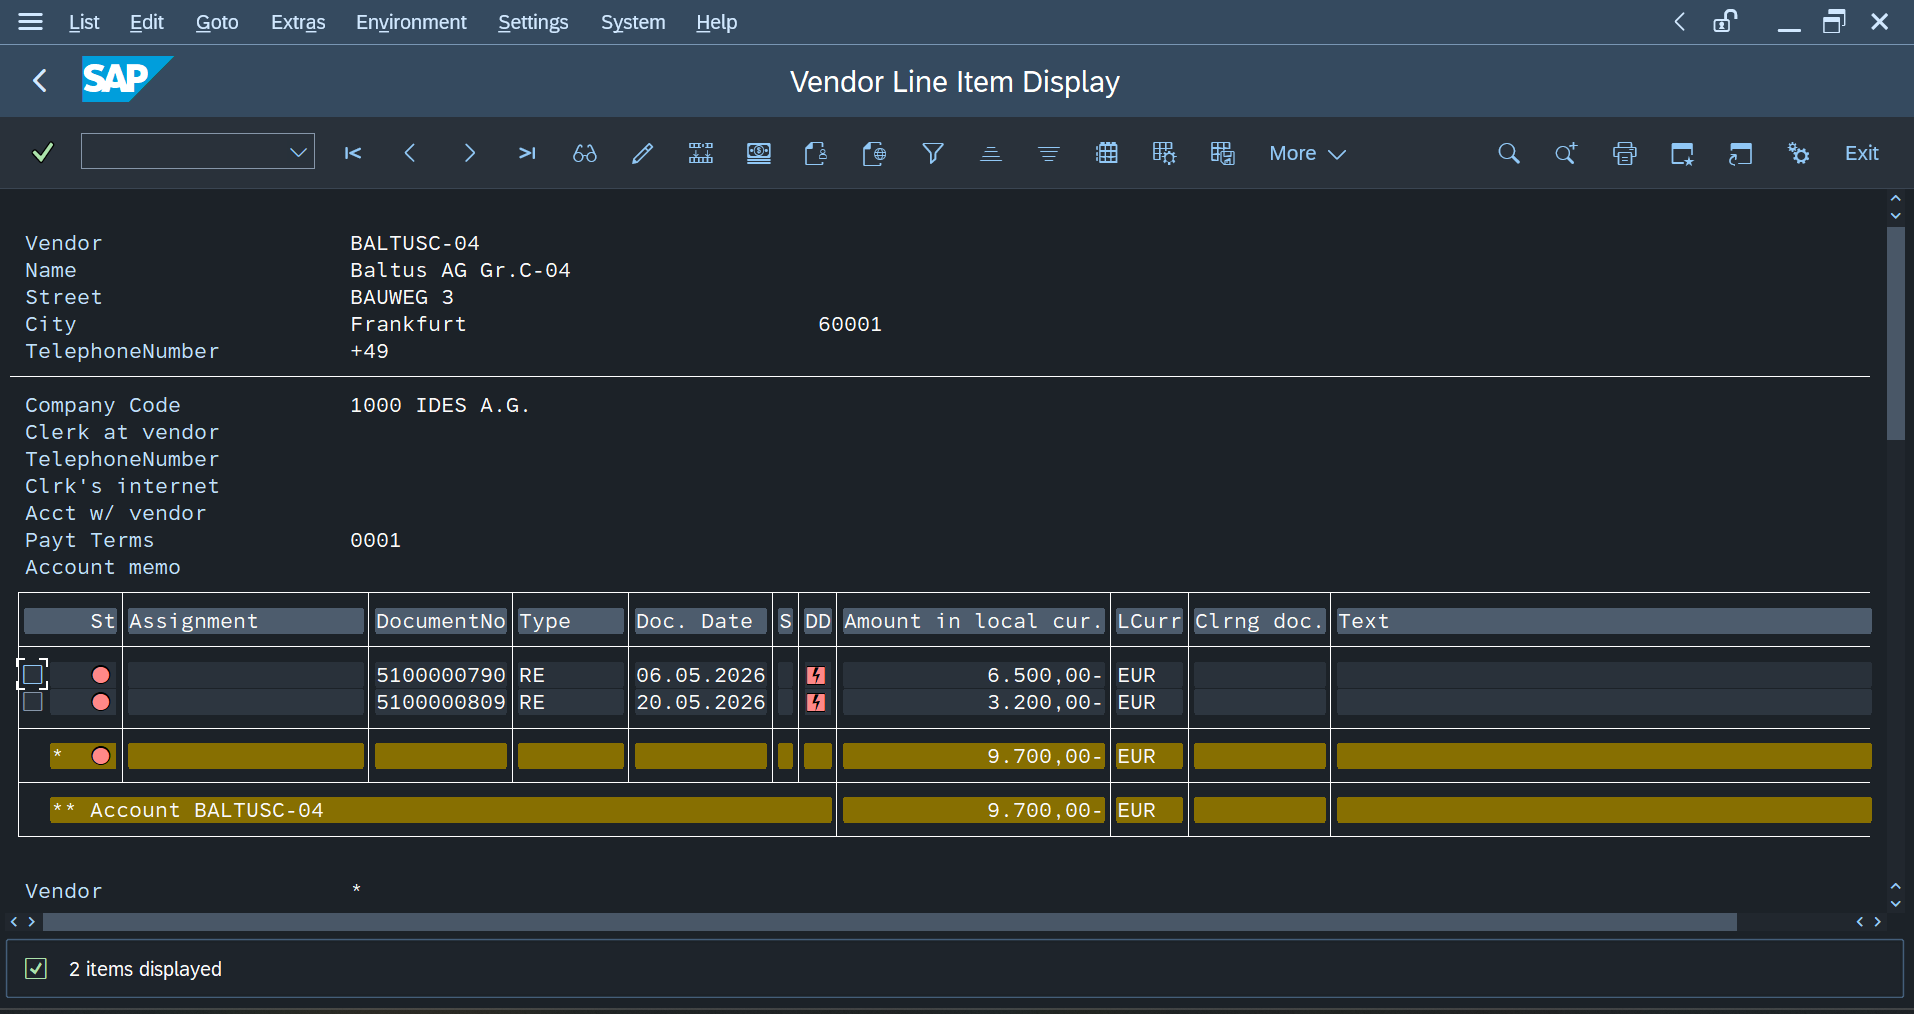 List Edit Goto Extras Environment Settings System Help
SAP
Vendor Line Item Display
More Exit
Vendor BALTUSC-04
Name Baltus AG Gr.C-04
Street BAUWEG 3
City Frankfurt 60001
TelephoneNumber +49
Company Code 1000 IDES A.G.
Clerk at vendor
TelephoneNumber
Clrk's internet
Acct w/ vendor
Payt Terms 0001
Account memo
St Assignment DocumentNo Type Doc. Date S DD Amount in local cur. LCurr Clrng doc. Text
5100000790 RE 06.05.2026 6.500,00- EUR
5100000809 RE 20.05.2026 3.200,00- EUR
* 9.700,00- EUR
** Account BALTUSC-04 9.700,00- EUR
Vendor *
2 items displayed